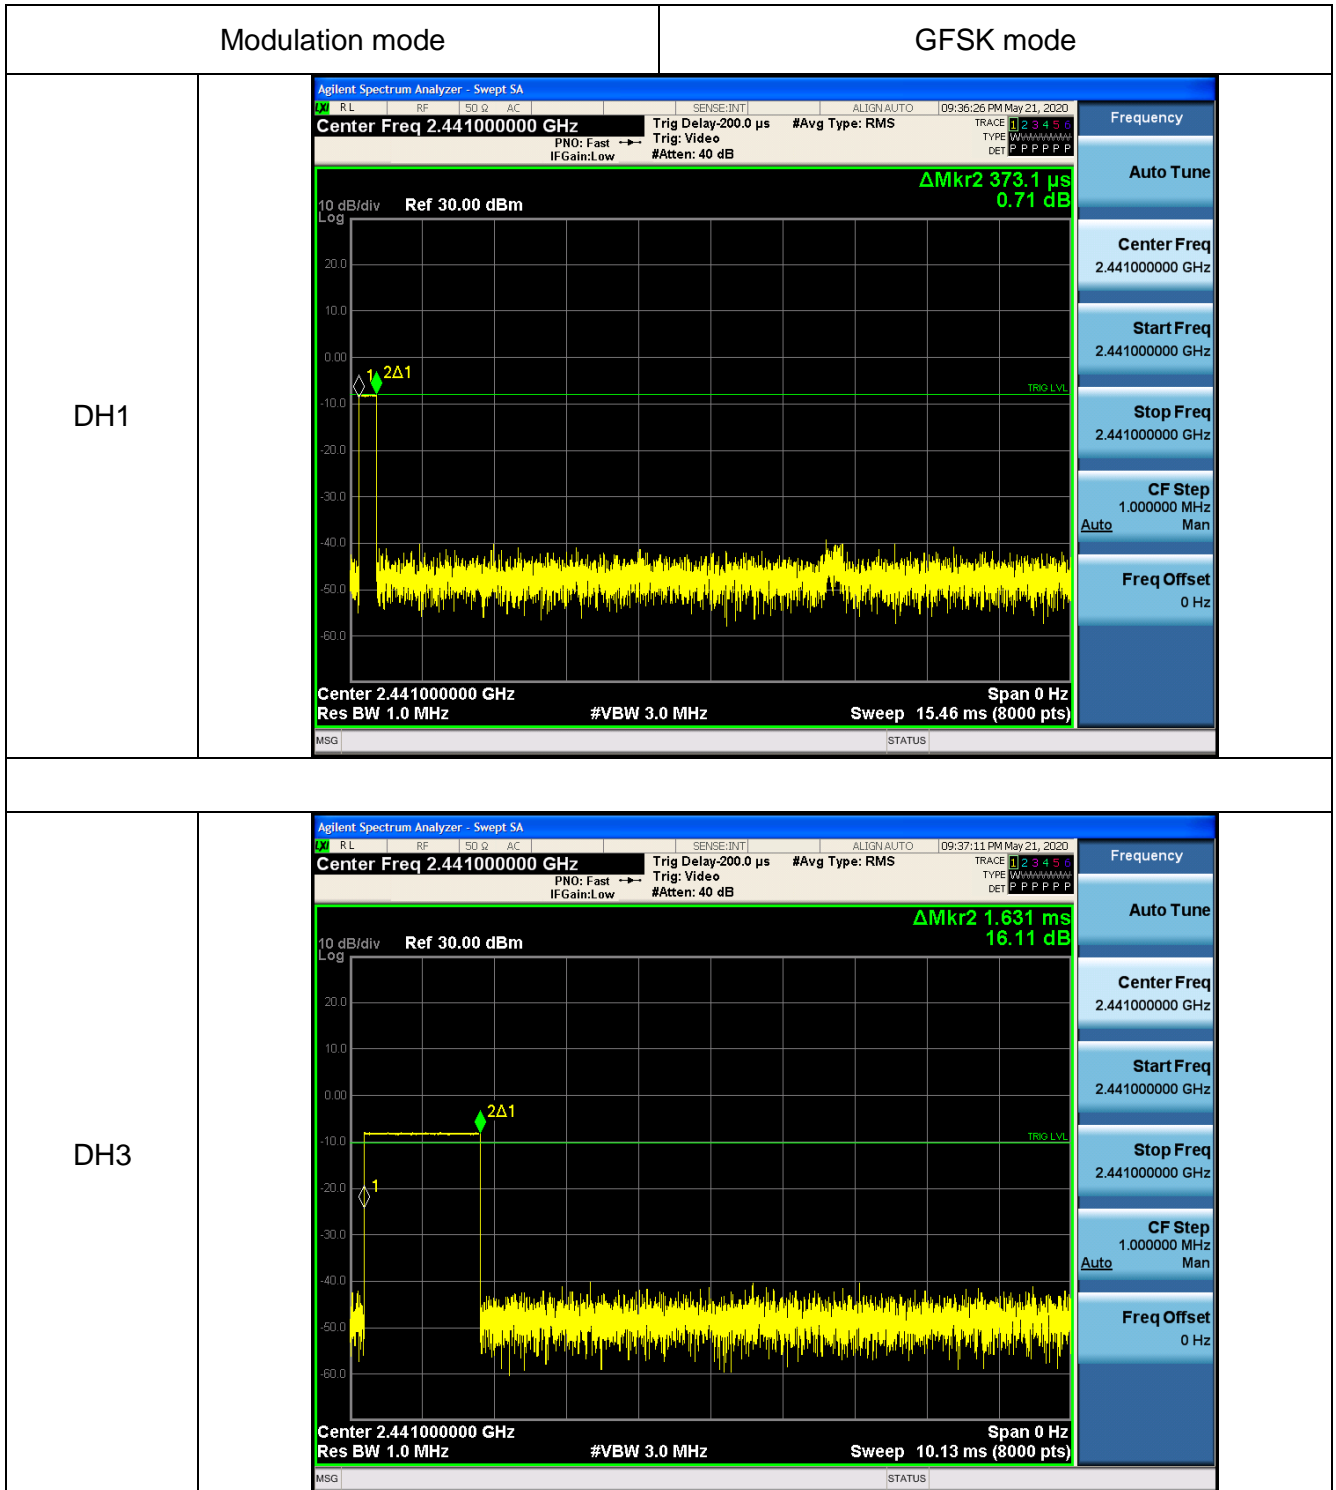 Modulation mode GFSK mode
DH1
Agilent Spectrum Analyzer - Swept SA
LXI RL RF 50 Ω AC SENSE:INT ALIGN AUTO 09:36:26 PM May 21, 2020
Center Freq 2.441000000 GHz Trig Delay-200.0 µs #Avg Type: RMS TRACE 1 2 3 4 5 6
PNO: Fast Trig: Video TYPE WWWWWW
IFGain:Low #Atten: 40 dB DET P P P P P P
ΔMkr2 373.1 µs
0.71 dB
10 dB/div Ref 30.00 dBm
Log
20.0
10.0
0.00
1 2Δ1
TRIG LVL
-10.0
-20.0
-30.0
-40.0
-50.0
-60.0
Center 2.441000000 GHz Span 0 Hz
Res BW 1.0 MHz #VBW 3.0 MHz Sweep 15.46 ms (8000 pts)
MSG STATUS
Frequency
Auto Tune
Center Freq
2.441000000 GHz
Start Freq
2.441000000 GHz
Stop Freq
2.441000000 GHz
CF Step
1.000000 MHz
Auto Man
Freq Offset
0 Hz
DH3
Agilent Spectrum Analyzer - Swept SA
LXI RL RF 50 Ω AC SENSE:INT ALIGN AUTO 09:37:11 PM May 21, 2020
Center Freq 2.441000000 GHz Trig Delay-200.0 µs #Avg Type: RMS TRACE 1 2 3 4 5 6
PNO: Fast Trig: Video TYPE WWWWWW
IFGain:Low #Atten: 40 dB DET P P P P P P
ΔMkr2 1.631 ms
16.11 dB
10 dB/div Ref 30.00 dBm
Log
20.0
10.0
0.00
2Δ1
TRIG LVL
-10.0
-20.0
1
-30.0
-40.0
-50.0
-60.0
Center 2.441000000 GHz Span 0 Hz
Res BW 1.0 MHz #VBW 3.0 MHz Sweep 10.13 ms (8000 pts)
MSG STATUS
Frequency
Auto Tune
Center Freq
2.441000000 GHz
Start Freq
2.441000000 GHz
Stop Freq
2.441000000 GHz
CF Step
1.000000 MHz
Auto Man
Freq Offset
0 Hz